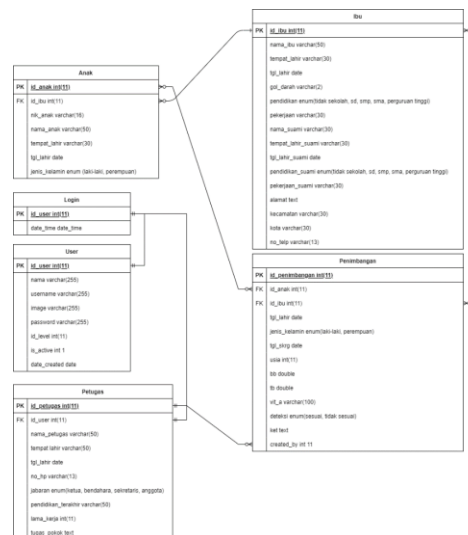 Ibu
PK id_ibu int(11)
nama_ibu varchar(50)
tempat_lahir varchar(30)
tgl_lahir date
gol_darah varchar(2)
pendidikan enum(tidak sekolah, sd, smp, sma, perguruan tinggi)
pekerjaan varchar(30)
nama_suami varchar(30)
tempat_lahir_suami varchar(30)
tgl_lahir_suami date
pendidikan_suami enum(tidak sekolah, sd, smp, sma, perguruan tinggi)
pekerjaan_suami varchar(30)
alamat text
kecamatan varchar(30)
kota varchar(30)
no_telp varchar(13)
Anak
PK id_anak int(11)
FK id_ibu int(11)
nik_anak varchar(16)
nama_anak varchar(50)
tempat_lahir varchar(30)
tgl_lahir date
jenis_kelamin enum (laki-laki, perempuan)
Login
PK id_user int(11)
date_time date_time
User
PK id_user int(11)
nama varchar(255)
username varchar(255)
image varchar(255)
password varchar(255)
id_level int(11)
is_active int 1
date_created date
Penimbangan
PK id_penimbangan int(11)
FK id_anak int(11)
FK id_ibu int(11)
tgl_lahir date
jenis_kelamin enum(laki-laki, perempuan)
tgl_skrg date
usia int(11)
bb double
tb double
vit_a varchar(100)
deteksi enum(sesuai, tidak sesuai)
ket text
created_by int 11
Petugas
PK id_petugas int(11)
FK id_user int(11)
nama_petugas varchar(50)
tempat lahir varchar(50)
tgl_lahir date
no_hp varchar(13)
jabaran enum(ketua, bendahara, sekretaris, anggota)
pendidikan_terakhir varchar(50)
lama_kerja int(11)
tugas_pokok text